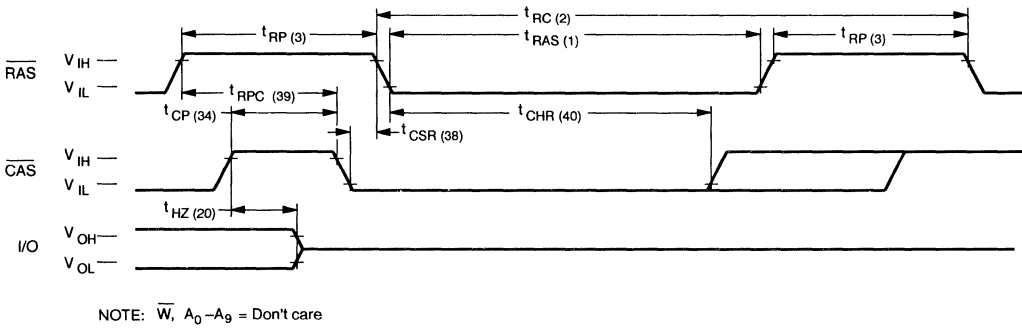 t RC (2)
t RP (3)
t RAS (1)
t RP (3)
RAS
V IH
V IL
t RPC (39)
t CP (34)
t CHR (40)
t CSR (38)
CAS
V IH
V IL
t HZ (20)
I/O
V OH
V OL
NOTE: W, A0–A9 = Don't care